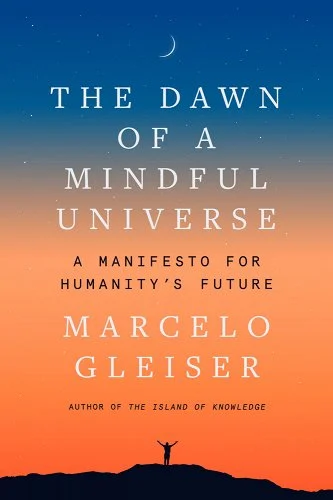 THE DAWN
OF A
MINDFUL
UNIVERSE
A MANIFESTO FOR
HUMANITY'S FUTURE
MARCELO
GLEISER
AUTHOR OF THE ISLAND OF KNOWLEDGE